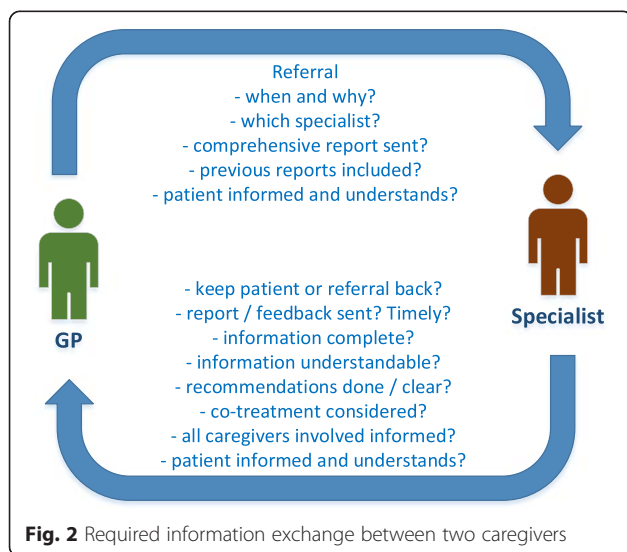 Referral
- when and why?
- which specialist?
- comprehensive report sent?
- previous reports included?
- patient informed and understands?
GP
Specialist
- keep patient or referral back?
- report / feedback sent? Timely?
- information complete?
- information understandable?
- recommendations done / clear?
- co-treatment considered?
- all caregivers involved informed?
- patient informed and understands?
Fig. 2 Required information exchange between two caregivers